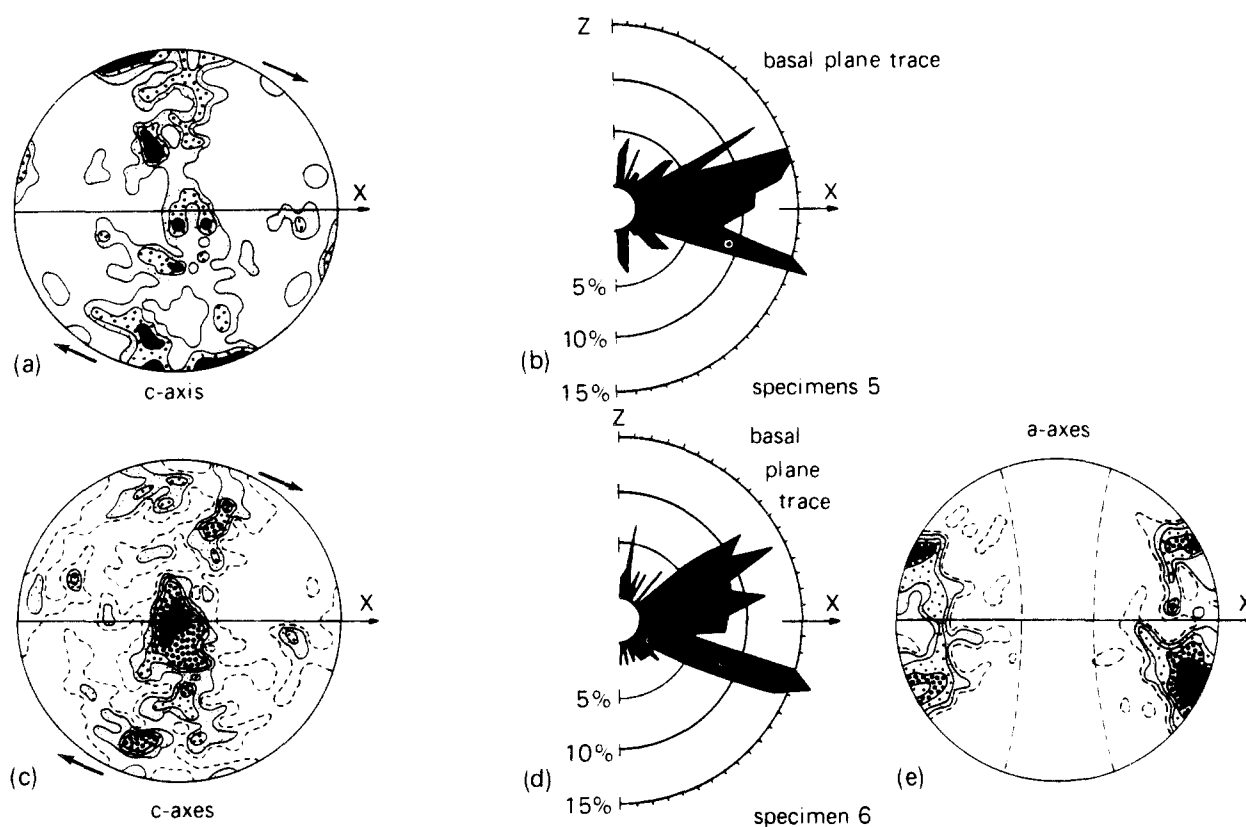 X
(a)
c-axis
Z
basal plane trace
X
5%
10%
15%
(b)
specimens 5
X
(c)
c-axes
Z
basal
plane
trace
X
5%
10%
15%
(d)
specimen 6
a-axes
X
(e)